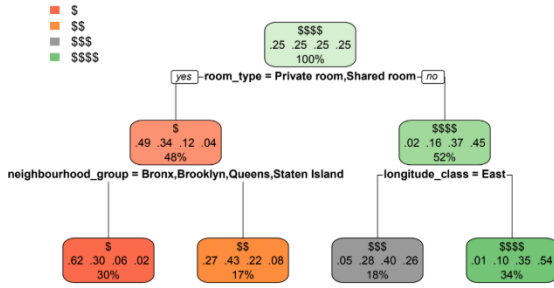 $
$$
$$$
$$$$
$$$$
.25 .25 .25 .25
100%
yes room_type = Private room,Shared room no
$
.49 .34 .12 .04
48%
$$$$
.02 .16 .37 .45
52%
neighbourhood_group = Bronx,Brooklyn,Queens,Staten Island
longitude_class = East
$
.62 .30 .06 .02
30%
$$
.27 .43 .22 .08
17%
$$$
.05 .28 .40 .26
18%
$$$$
.01 .10 .35 .54
34%